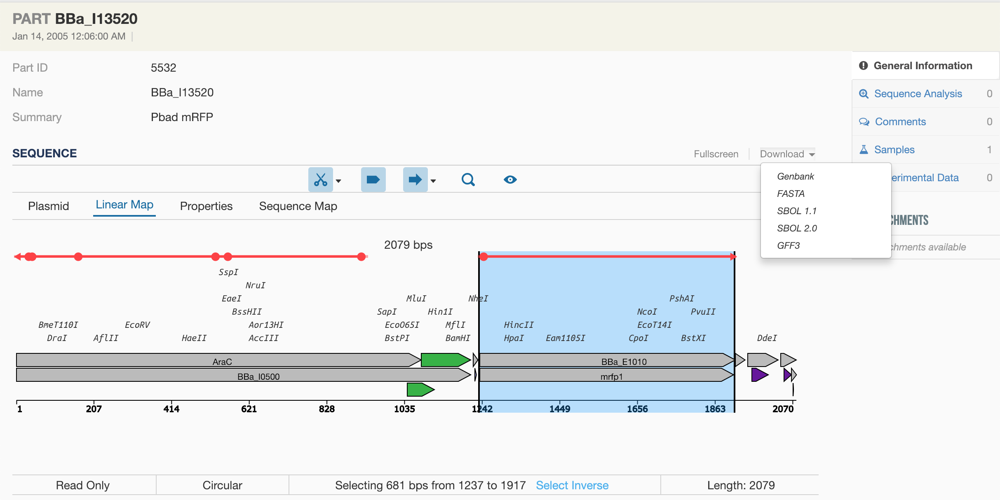 PART BBa_I13520
Jan 14, 2005 12:06:00 AM
Part ID 5532
Name BBa_I13520
Summary Pbad mRFP
General Information
Sequence Analysis 0
Comments 0
Samples 1
erimental Data 0
CHMENTS
chments available
SEQUENCE
Fullscreen Download
Genbank
FASTA
SBOL 1.1
SBOL 2.0
GFF3
Plasmid Linear Map Properties Sequence Map
2079 bps
SspI
NruI
EaeI MluI NheI PshAI
BssHII SapI Hin1I NcoI PvuII
BmeT110I EcoRV Aor13HI EcoO65I MflI HincII EcoT14I
DraI AflII HaeII AccIII BstPI BamHI HpaI Eam1105I CpoI BstXI DdeI
AraC BBa_E1010
BBa_I0500 mrfp1
1 207 414 621 828 1035 1242 1449 1656 1863 2070
Read Only Circular Selecting 681 bps from 1237 to 1917 Select Inverse Length: 2079